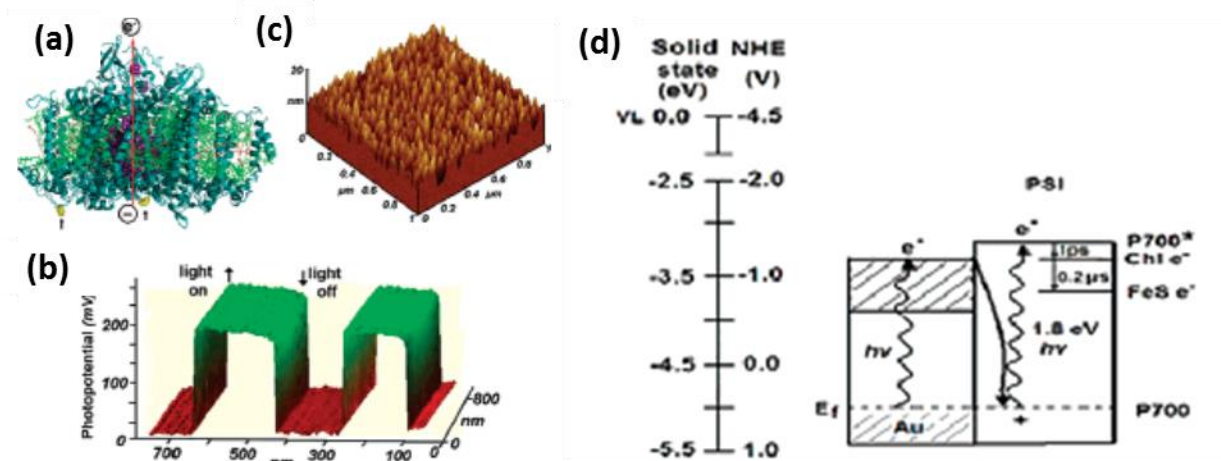 (a)
e-
(c)
20
nm
0
0.2
0.4
μm 0.6
0.8
1 0
0.2
0.4
μm
0.6
0.8
(b)
light on
light off
Photopotential (mV)
200
100
0
700
500
300
100
0
0
800
nm
(d)
Solid state (eV)
NHE (V)
VL 0.0
-4.5
-2.5
-2.0
-3.5
-1.0
-4.5
0.0
-5.5
1.0
PSI
e-
e-
P700*
1ps
Chl e-
0.2μs
FeS e-
1.8 eV
hν
hν
Ef
Au
+
P700